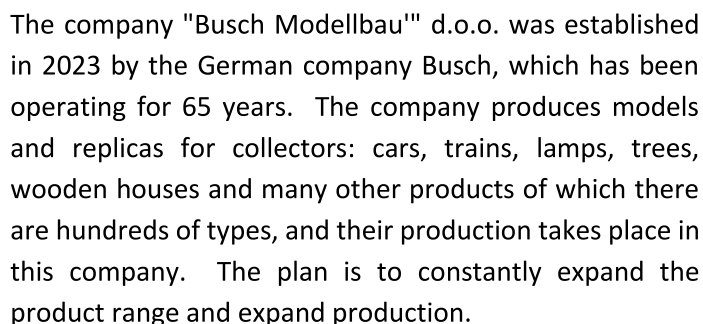 The company "Busch Modellbau'" d.o.o. was established
in 2023 by the German company Busch, which has been
operating for 65 years.  The company produces models
and replicas for collectors: cars, trains, lamps, trees,
wooden houses and many other products of which there
are hundreds of types, and their production takes place in
this company.  The plan is to constantly expand the
product range and expand production.